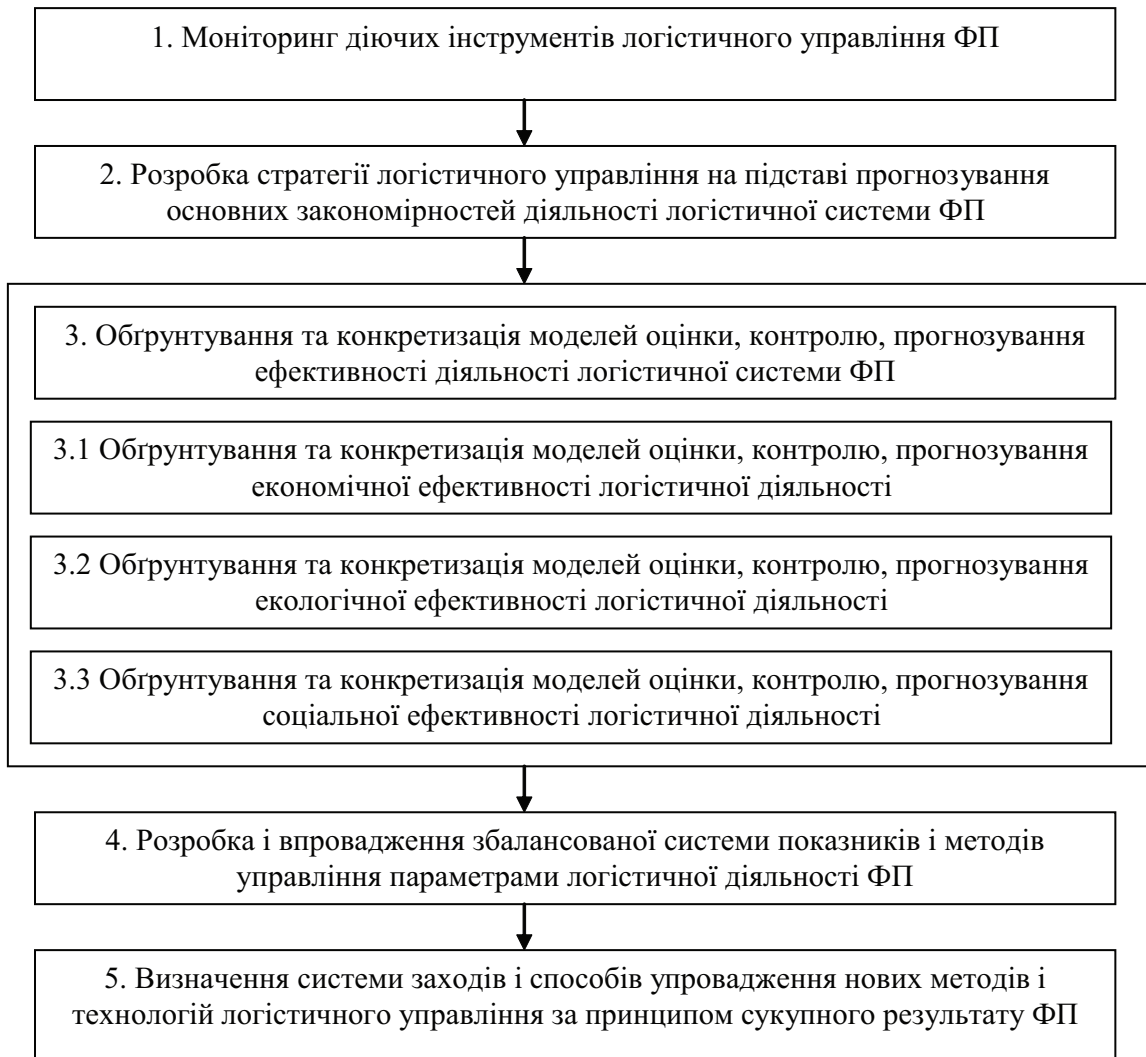 1. Моніторинг діючих інструментів логістичного управління ФП
2. Розробка стратегії логістичного управління на підставі прогнозування
основних закономірностей діяльності логістичної системи ФП
3. Обґрунтування та конкретизація моделей оцінки, контролю, прогнозування
ефективності діяльності логістичної системи ФП
3.1 Обґрунтування та конкретизація моделей оцінки, контролю, прогнозування
економічної ефективності логістичної діяльності
3.2 Обґрунтування та конкретизація моделей оцінки, контролю, прогнозування
екологічної ефективності логістичної діяльності
3.3 Обґрунтування та конкретизація моделей оцінки, контролю, прогнозування
соціальної ефективності логістичної діяльності
4. Розробка і впровадження збалансованої системи показників і методів
управління параметрами логістичної діяльності ФП
5. Визначення системи заходів і способів упровадження нових методів і
технологій логістичного управління за принципом сукупного результату ФП